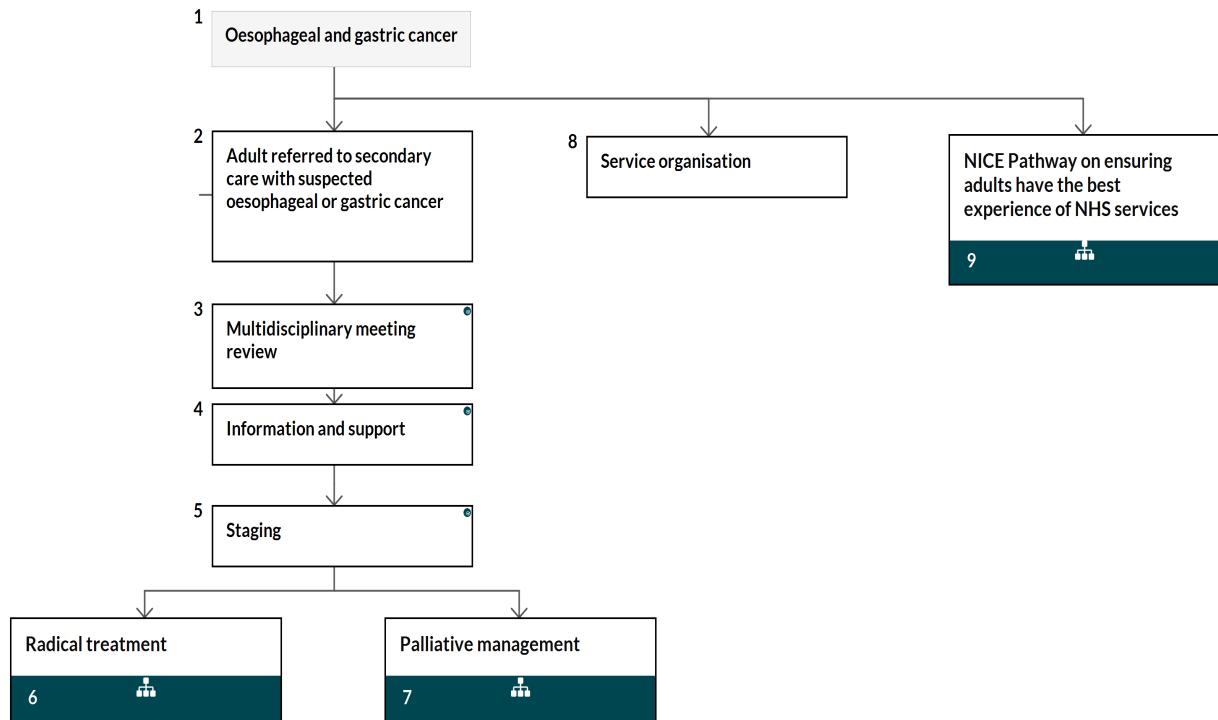 1
Oesophageal and gastric cancer
2
Adult referred to secondary
care with suspected
oesophageal or gastric cancer
8
Service organisation
NICE Pathway on ensuring
adults have the best
experience of NHS services
9
3
Multidisciplinary meeting
review
4
Information and support
5
Staging
Radical treatment
6
Palliative management
7